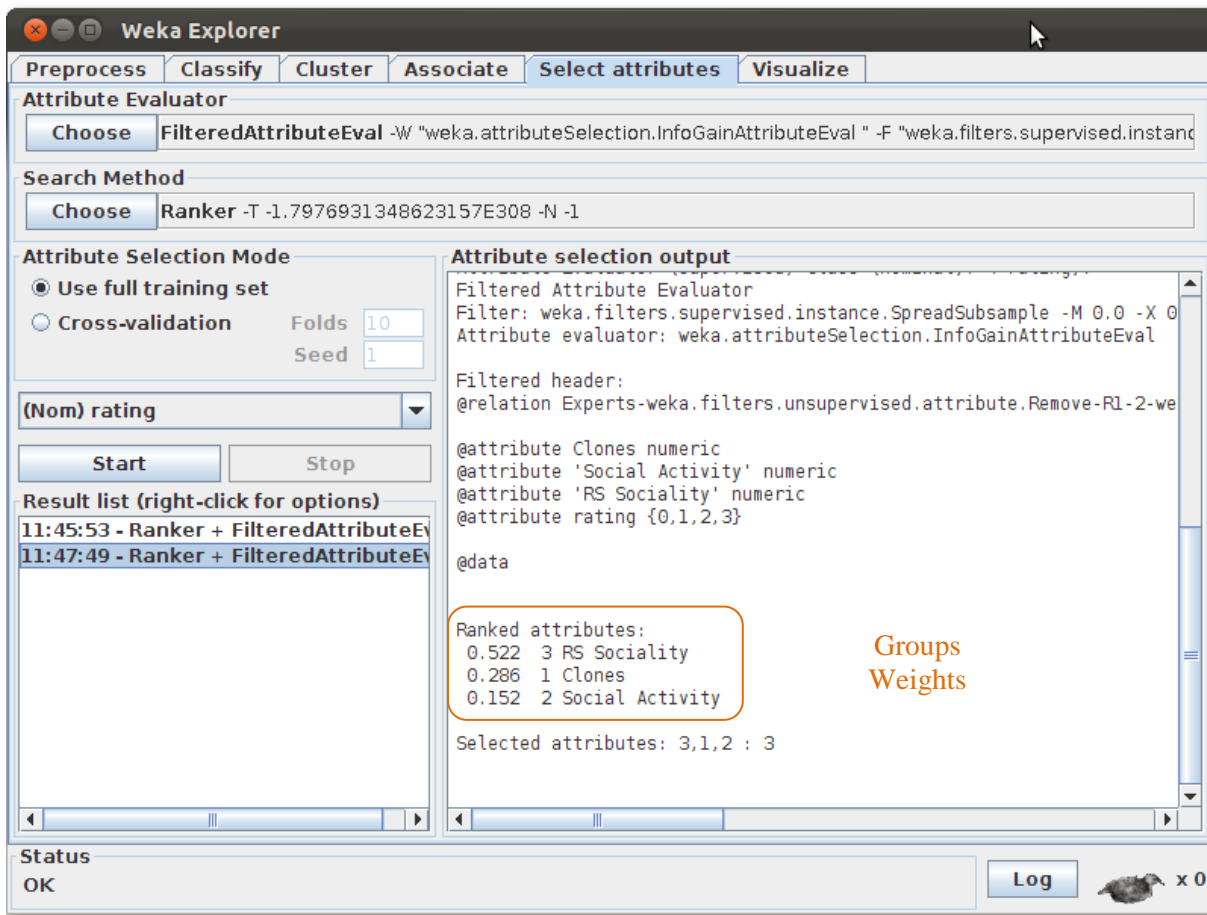 Weka Explorer
Preprocess Classify Cluster Associate Select attributes Visualize
Attribute Evaluator
Choose FilteredAttributeEval -W "weka.attributeSelection.InfoGainAttributeEval " -F "weka.filters.supervised.instanc
Search Method
Choose Ranker -T -1.7976931348623157E308 -N -1
Attribute Selection Mode
Use full training set
Cross-validation Folds 10
Seed 1
(Nom) rating
Start Stop
Result list (right-click for options)
11:45:53 - Ranker + FilteredAttributeEv
11:47:49 - Ranker + FilteredAttributeEv
Attribute selection output
Filtered Attribute Evaluator
Filter: weka.filters.supervised.instance.SpreadSubsample -M 0.0 -X 0
Attribute evaluator: weka.attributeSelection.InfoGainAttributeEval
Filtered header:
@relation Experts-weka.filters.unsupervised.attribute.Remove-R1-2-we
@attribute Clones numeric
@attribute 'Social Activity' numeric
@attribute 'RS Sociality' numeric
@attribute rating {0,1,2,3}
@data
Ranked attributes:
0.522 3 RS Sociality
0.286 1 Clones
0.152 2 Social Activity
Groups
Weights
Selected attributes: 3,1,2 : 3
Status
OK
Log x 0